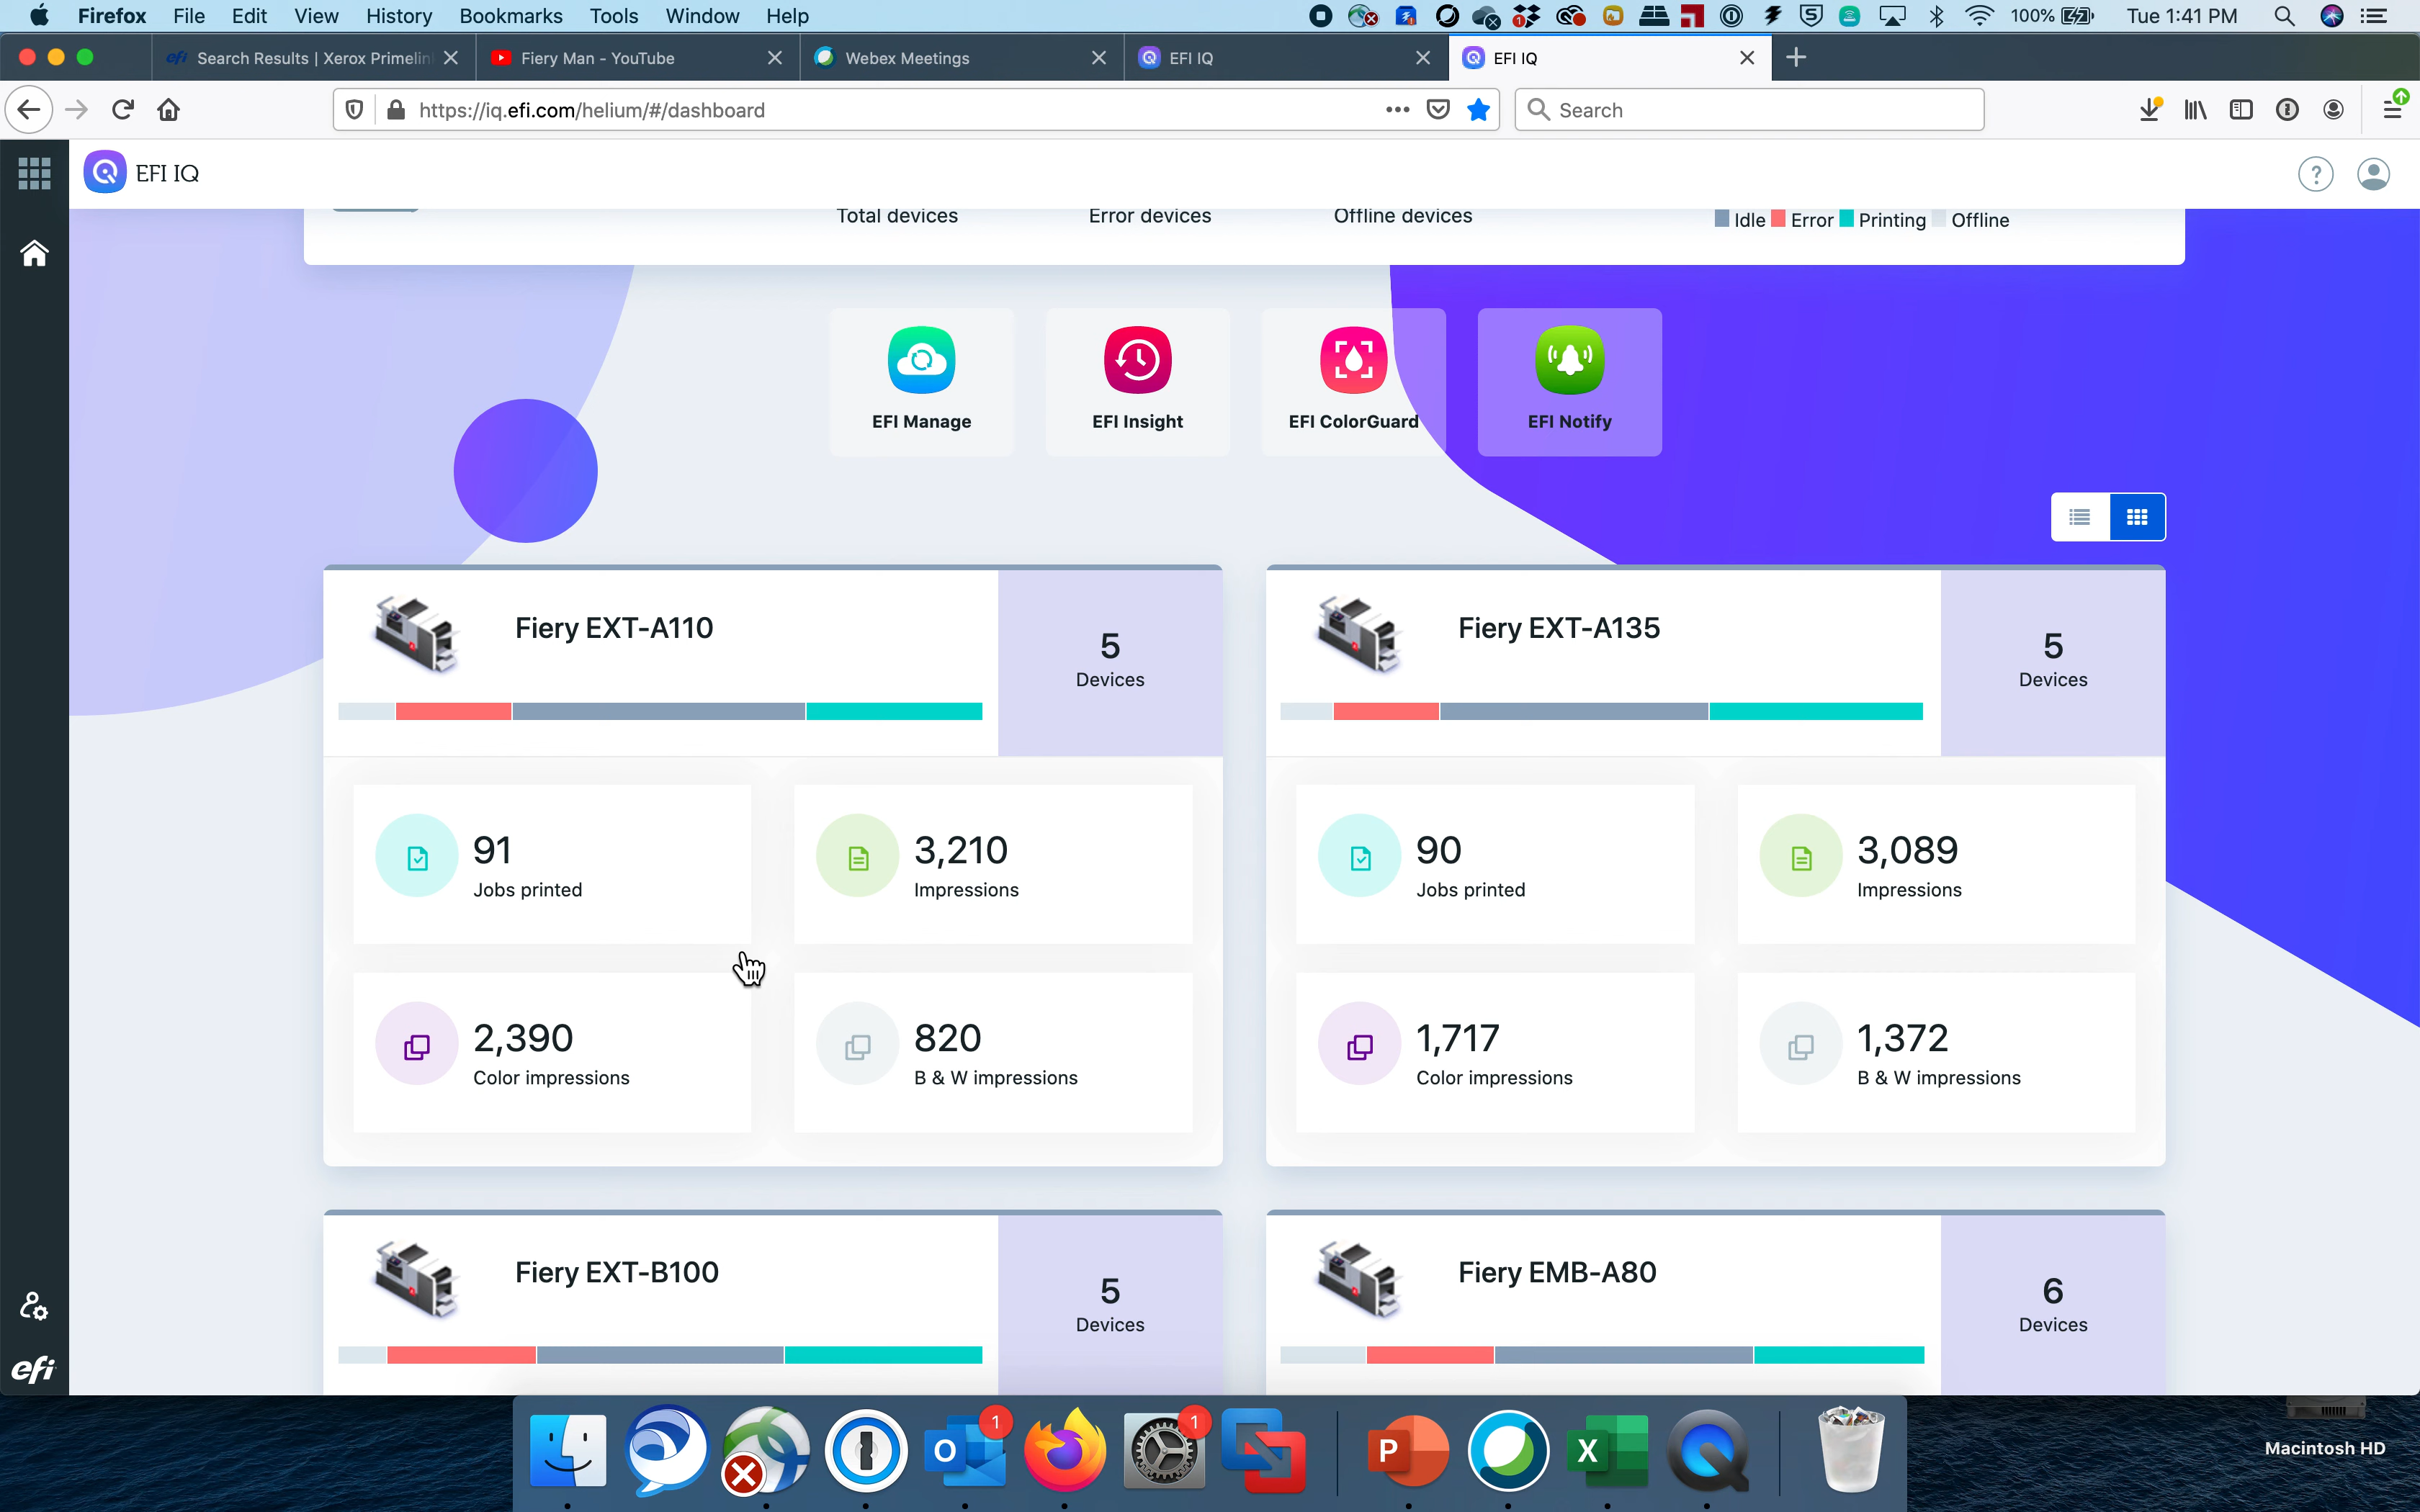 Firefox File Edit View History Bookmarks Tools Window Help 100% Tue 1:41 PM
efi Search Results | Xerox Primelin Fiery Man - YouTube Webex Meetings EFI IQ EFI IQ
https://iq.efi.com/helium/#/dashboard Search
EFI IQ
Total devices Error devices Offline devices Idle Error Printing Offline
EFI Manage EFI Insight EFI ColorGuard EFI Notify
Fiery EXT-A110
5
Devices
91
Jobs printed
3,210
Impressions
2,390
Color impressions
820
B & W impressions
Fiery EXT-A135
5
Devices
90
Jobs printed
3,089
Impressions
1,717
Color impressions
1,372
B & W impressions
Fiery EXT-B100
5
Devices
Fiery EMB-A80
6
Devices
efi
1
1
Macintosh HD